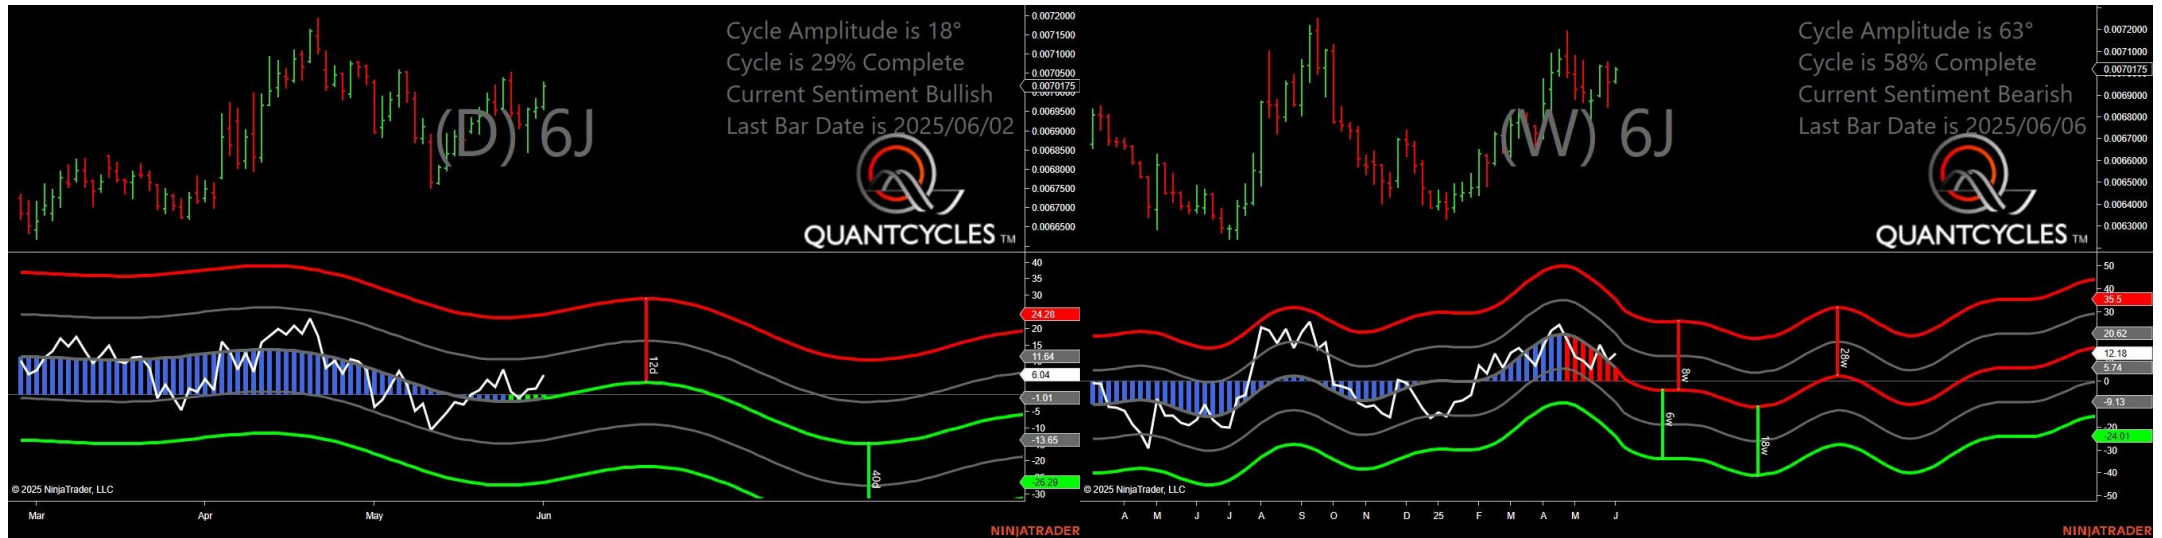 Cycle Amplitude is 18°
Cycle is 29% Complete
Current Sentiment Bullish
Last Bar Date is 2025/06/02
(D) 6J
QUANTCYCLES TM
0.0072000
0.0071500
0.0071000
0.0070500
0.0070175
0.0070000
0.0069500
0.0069000
0.0068500
0.0068000
0.0067500
0.0067000
0.0066500
40
35
30
24.28
20
15
11.64
6.04
-1.01
-5
-10
-13.65
-20
-26.29
-30
12d
40d
© 2025 NinjaTrader, LLC
Mar
Apr
May
Jun
NINJATRADER
Cycle Amplitude is 63°
Cycle is 58% Complete
Current Sentiment Bearish
Last Bar Date is 2025/06/06
(W) 6J
QUANTCYCLES TM
0.0072000
0.0071000
0.0070175
0.0069000
0.0068000
0.0067000
0.0066000
0.0065000
0.0064000
0.0063000
50
40
35.5
30
20.62
12.18
5.74
0
-9.13
-20
-24.01
-30
-40
-50
8w
6w
18w
28w
© 2025 NinjaTrader, LLC
A
M
J
J
A
S
O
N
D
25
F
M
A
M
J
NINJATRADER